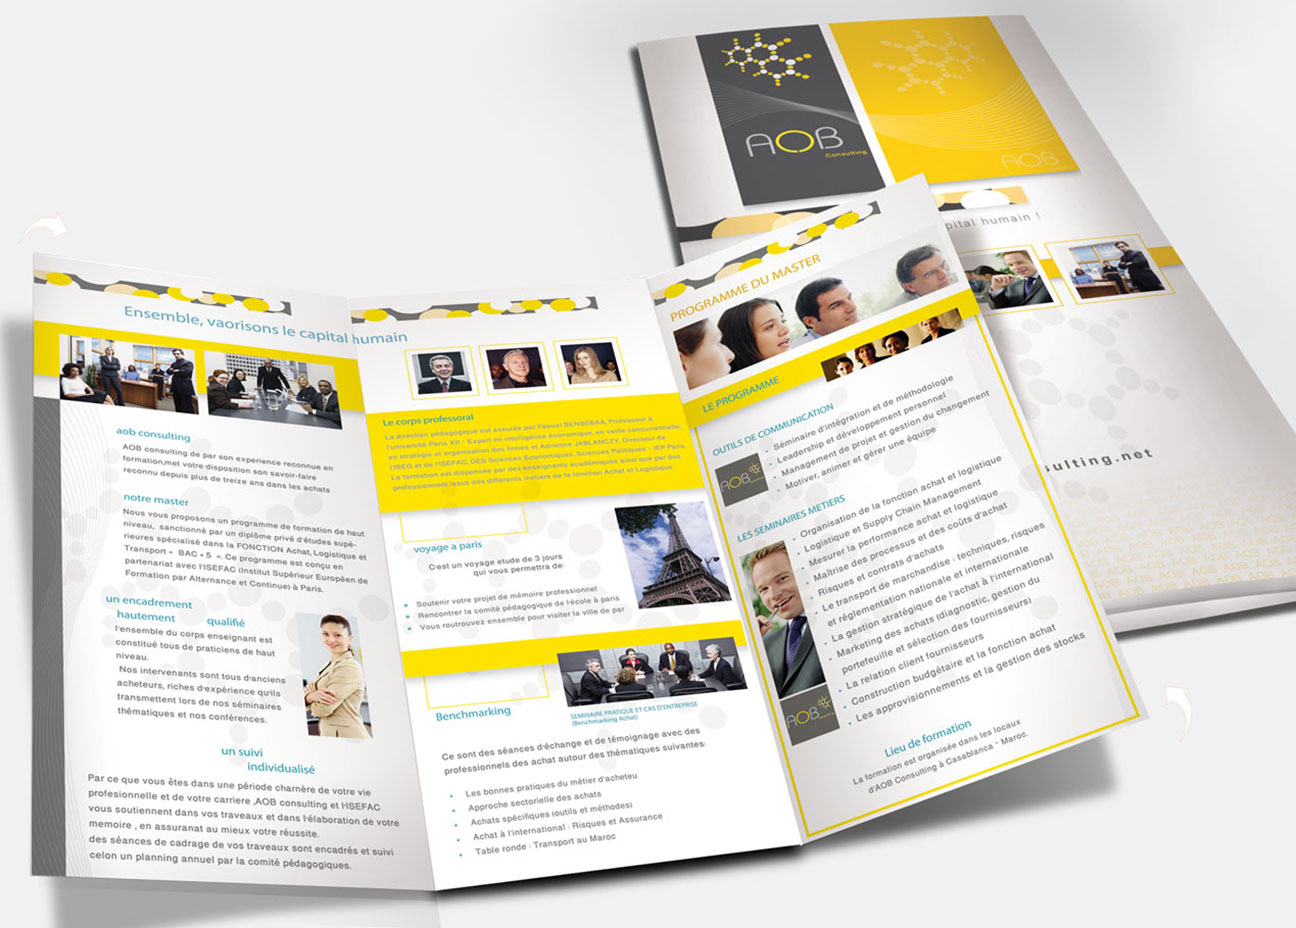 AOB
Consulting
AOB
pital humain !
sulting.net
Ensemble, vaorisons le capital humain
aob consulting
AOB consulting de par son experience reconnue en
formation,met votre disposition son savoir-faire
reconnu depuis plus de treize ans dans les achats
notre master
Nous vous proposons un programme de formation de haut
niveau, sanctionné par un diplôme privé d'études supé-
rieures spécialisé dans la FONCTION Achat, Logistique et
Transport « BAC + 5 ». Ce programme est conçu en
partenariat avec l'ISEFAC (Institut Supérieur Européen de
Formation par Alternance et Continue) à Paris.
un encadrement
hautement qualifié
l'ensemble du corps enseignant est
constitué tous de praticiens de haut
niveau.
Nos intervenants sont tous d'anciens
acheteurs, riches d'expérience qu'ils
transmettent lors de nos séminaires
thématiques et nos conférences.
un suivi
individualisé
Par ce que vous êtes dans une période charnère de votre vie
profesionnelle et de votre carriere ,AOB consulting et l'ISEFAC
vous soutiennent dans vos traveaux et dans l'élaboration de votre
memoire , en assuranat au mieux votre réussite.
des séances de cadrage de vos traveaux sont encadrés et suivi
celon un planning annuel par la comité pédagogiques.
Le corps professoral
La direction pédagogique est assurée par Faouzi BENSEBAA, Professeur à
l'université Paris XII - Expert en intelligence économique, en veille concurrentielle,
en stratégie et organisation des firmes et Adrienne JABLANCZY, Directeur de
l'ISEG et de l'ISEFAC, DES Sciences Economiques, Sciences Politiques - IEP Paris.
La formation est dispensée par des enseignants académiques ainsi que par des
professionnels issus des différents métiers de la fonction Achat et Logistique.
voyage a paris
C'est un voyage etude de 3 jours
qui vous permettra de:
Soutenir votre projet de mémoire professionnel
Rencontrer la comité pédagogique de l'école à paris
Vous routrouvez ensemble pour visiter la ville de par
Benchmarking
SEMINAIRE PRATIQUE ET CAS D'ENTREPRISE
(Benchmarking Achat)
Ce sont des séances d'échange et de témoignage avec des
professionnels des achat autour des thématiques suivantes:
Les bonnes pratiques du métier d'acheteu
Approche sectorielle des achats
Achats spécifiques (outils et méthodes)
Achat à l'international : Risques et Assurance
Table ronde : Transport au Maroc
PROGRAMME DU MASTER
LE PROGRAMME
OUTILS DE COMMUNICATION
Séminaire d'intégration et de méthodologie
Leadership et développement personnel
Management de projet et gestion du changement
Motiver, animer et gérer une équipe
AOB
LES SEMINAIRES METIERS
Organisation de la fonction achat et logistique
Logistique et Supply Chain Management
Mesurer la performance achat et logistique
Maîtrise des processus et des coûts d'achat
Risques et contrats d'achats
Le transport de marchandise : techniques, risques
et réglementation nationale et internationale
La gestion stratégique de l'achat à l'international
Marketing des achats (diagnostic, gestion du
portefeuille et sélection des fournisseurs)
La relation client fournisseurs
Construction budgétaire et la fonction achat
Les approvisionnements et la gestion des stocks
AOB
Lieu de formation
La formation est organisée dans les locaux
d'AOB Consulting à Casablanca - Maroc.